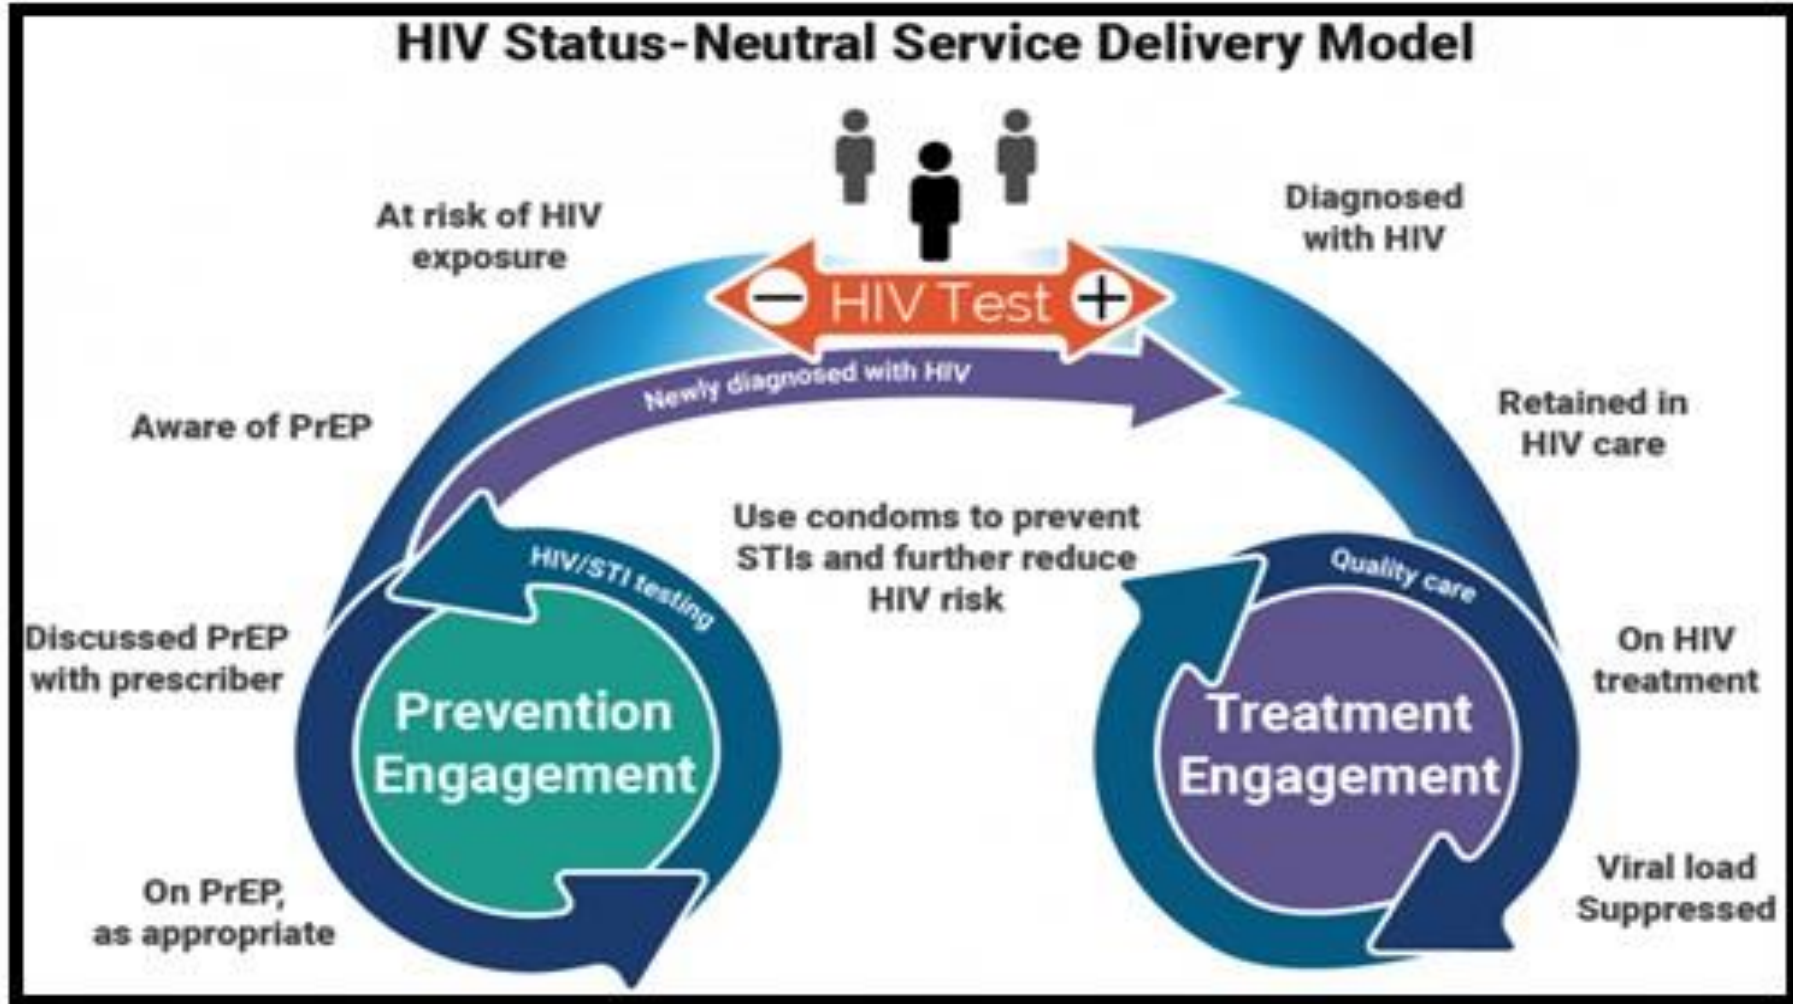 HIV Status-Neutral Service Delivery Model
At risk of HIV
exposure
Diagnosed
with HIV
− HIV Test +
Newly diagnosed with HIV
Aware of PrEP
Retained in
HIV care
Use condoms to prevent
STIs and further reduce
HIV risk
HIV/STI testing
Quality care
Discussed PrEP
with prescriber
On HIV
treatment
Prevention
Engagement
Treatment
Engagement
On PrEP,
as appropriate
Viral load
Suppressed